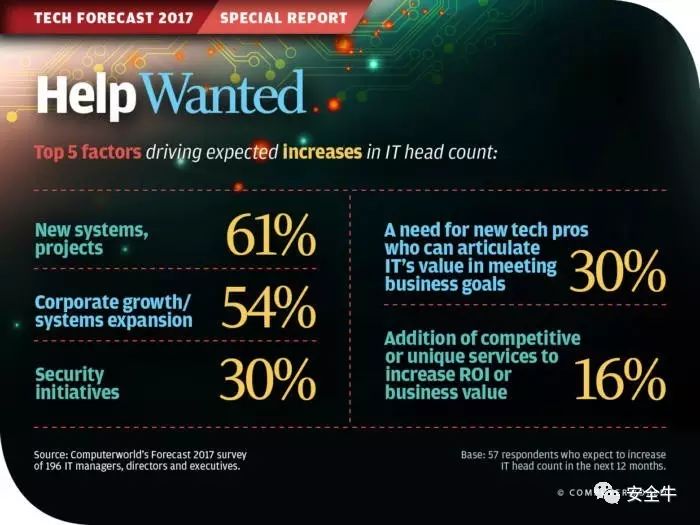 TECH FORECAST 2017 SPECIAL REPORT
Help Wanted
Top 5 factors driving expected increases in IT head count:
New systems,
projects
61%
Corporate growth/
systems expansion
54%
Security
initiatives
30%
A need for new tech pros
who can articulate
IT's value in meeting
business goals
30%
Addition of competitive
or unique services to
increase ROI or
business value
16%
Source: Computerworld's Forecast 2017 survey
of 196 IT managers, directors and executives.
Base: 57 respondents who expect to increase
IT head count in the next 12 months.
©
安全牛